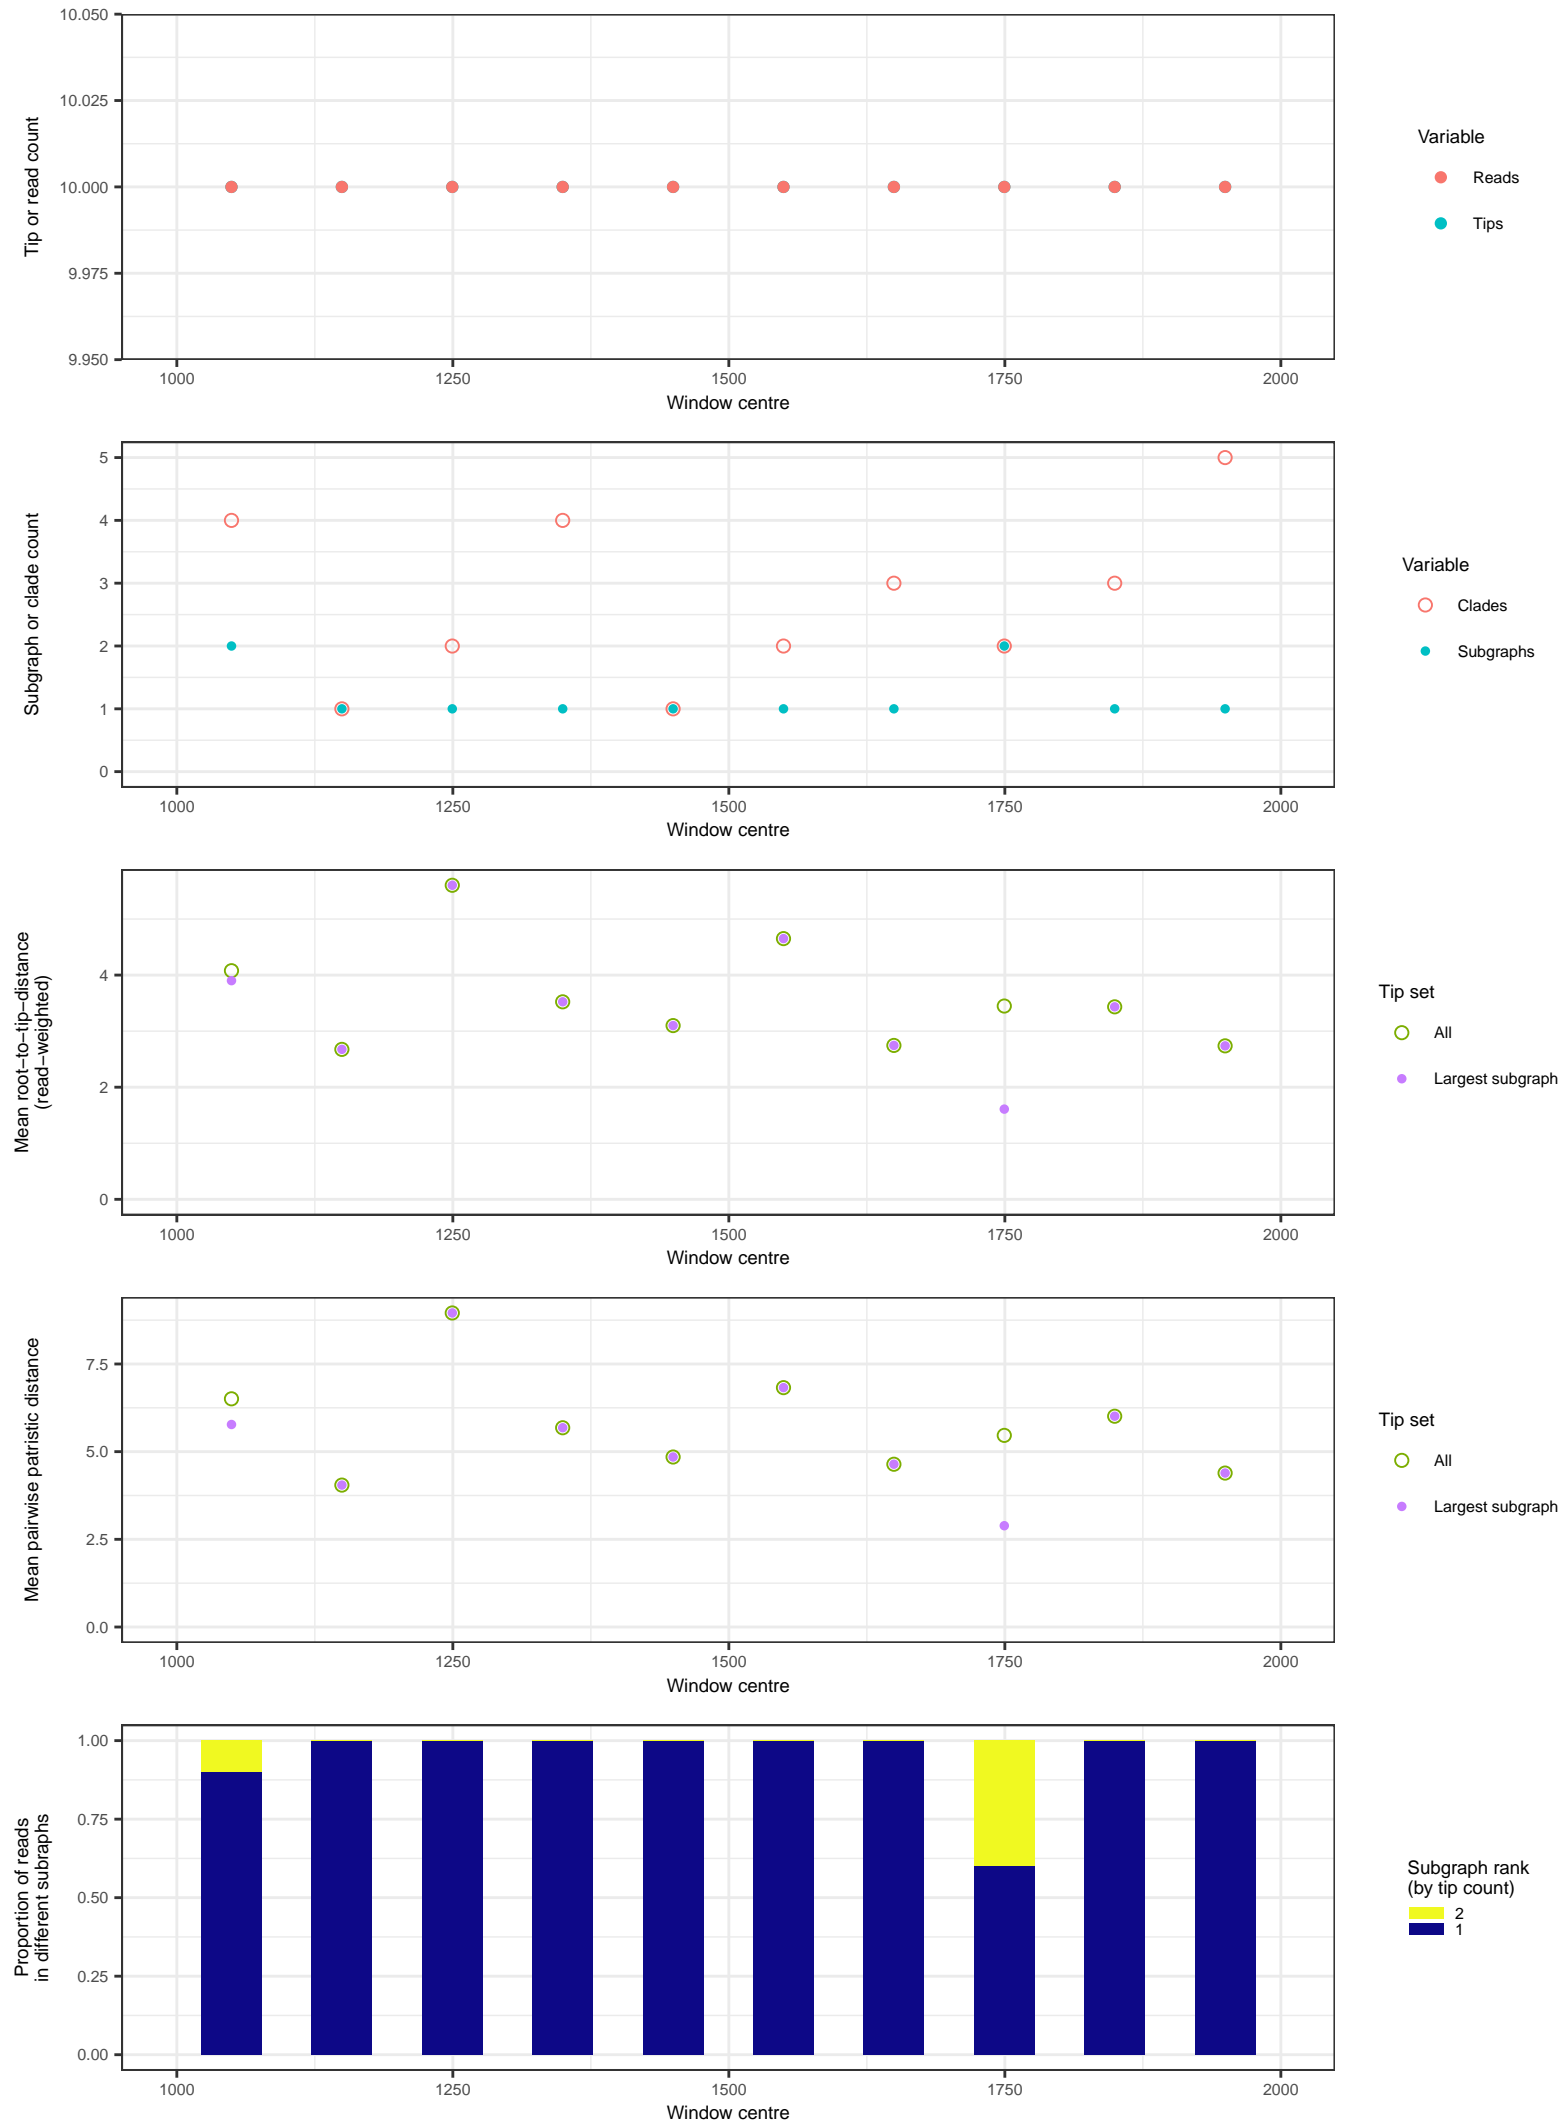 10.050
10.025
10.000
9.975
9.950
Tip or read count
1000
1250
1500
1750
2000
Window centre
Variable
Reads
Tips
5
4
3
2
1
0
Subgraph or clade count
1000
1250
1500
1750
2000
Window centre
Variable
Clades
Subgraphs
4
2
0
Mean root−to−tip−distance
(read−weighted)
1000
1250
1500
1750
2000
Window centre
Tip set
All
Largest subgraph
7.5
5.0
2.5
0.0
Mean pairwise patristic distance
1000
1250
1500
1750
2000
Window centre
Tip set
All
Largest subgraph
1.00
0.75
0.50
0.25
0.00
Proportion of reads
in different subraphs
1000
1250
1500
1750
2000
Window centre
Subgraph rank
(by tip count)
2
1